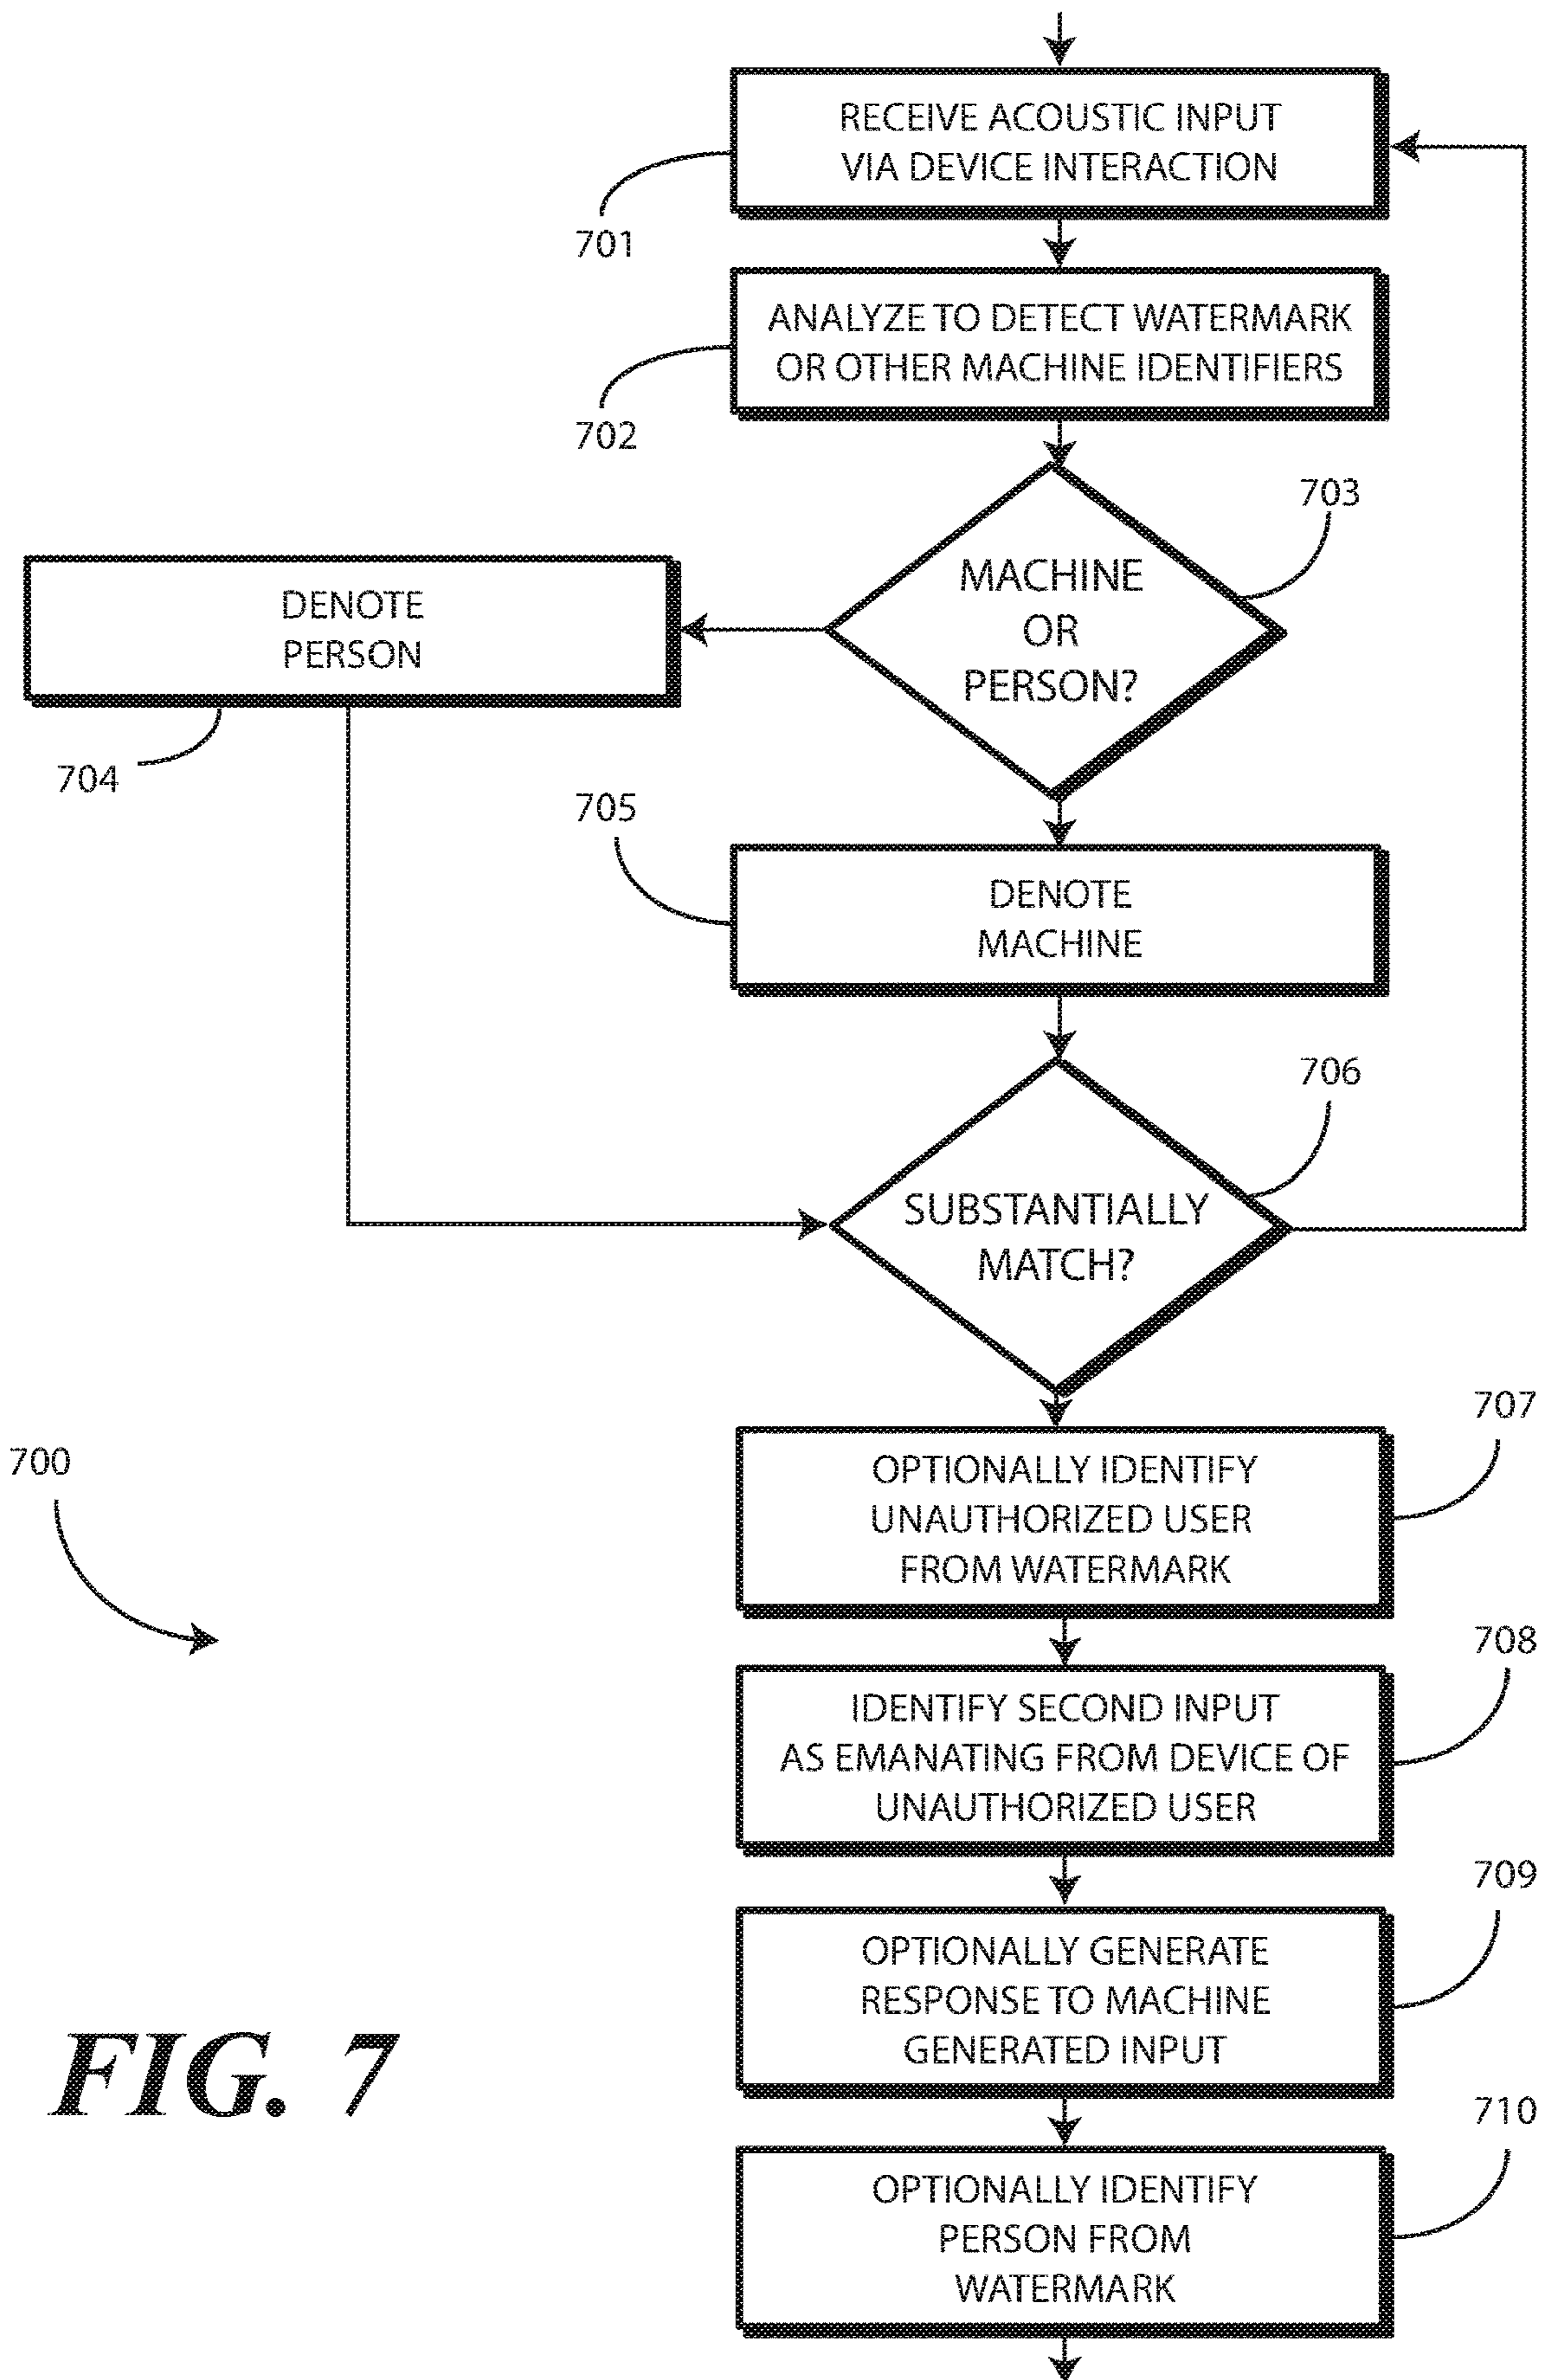 RECEIVE ACOUSTIC INPUT
VIA DEVICE INTERACTION
701
ANALYZE TO DETECT WATERMARK
OR OTHER MACHINE IDENTIFIERS
702
703
MACHINE
OR
PERSON?
DENOTE
PERSON
704
705
DENOTE
MACHINE
706
SUBSTANTIALLY
MATCH?
707
700
OPTIONALLY IDENTIFY
UNAUTHORIZED USER
FROM WATERMARK
708
IDENTIFY SECOND INPUT
AS EMANATING FROM DEVICE OF
UNAUTHORIZED USER
709
OPTIONALLY GENERATE
RESPONSE TO MACHINE
GENERATED INPUT
FIG. 7
710
OPTIONALLY IDENTIFY
PERSON FROM
WATERMARK